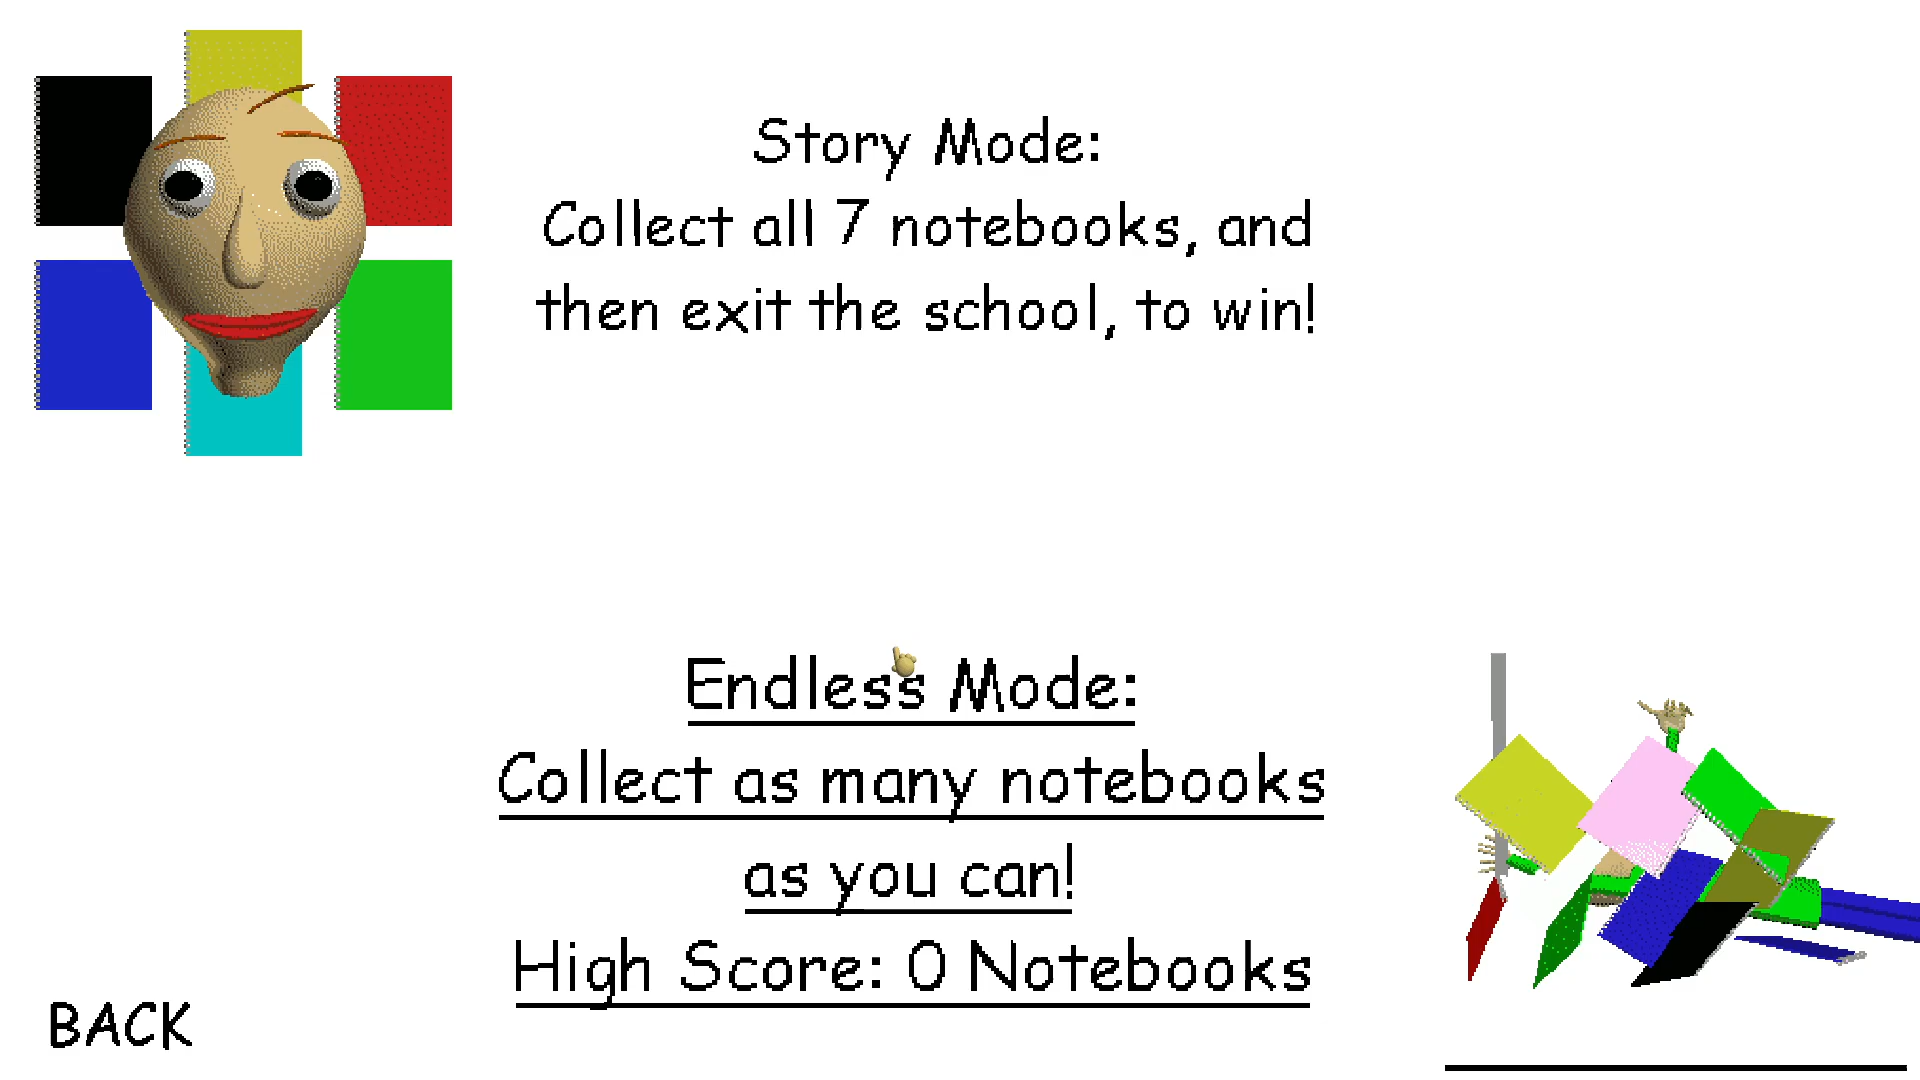 Story Mode:
Collect all 7 notebooks, and
then exit the school, to win!
Endless Mode:
Collect as many notebooks
as you can!
High Score: 0 Notebooks
BACK